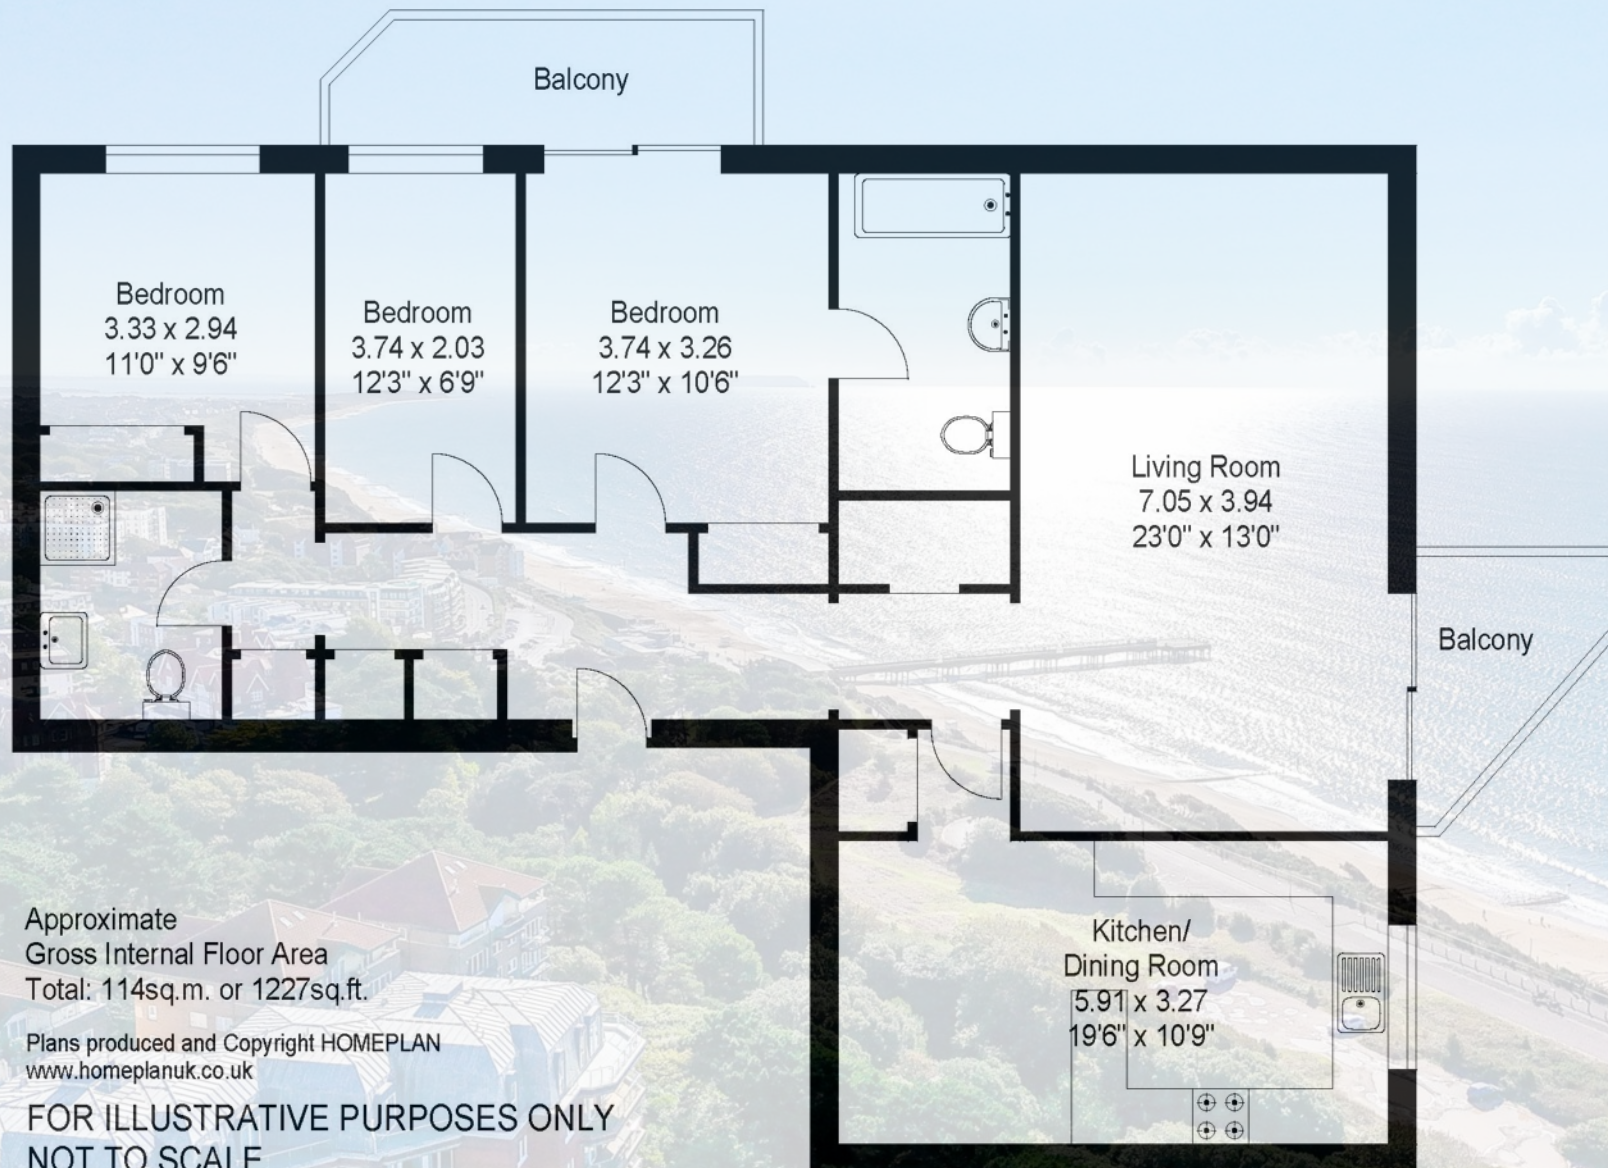 Balcony
Bedroom
3.33 x 2.94
11'0" x 9'6"
Bedroom
3.74 x 2.03
12'3" x 6'9"
Bedroom
3.74 x 3.26
12'3" x 10'6"
Living Room
7.05 x 3.94
23'0" x 13'0"
Balcony
Kitchen/
Dining Room
5.91 x 3.27
19'6" x 10'9"
Approximate
Gross Internal Floor Area
Total: 114sq.m. or 1227sq.ft.
Plans produced and Copyright HOMEPLAN
www.homeplanuk.co.uk
FOR ILLUSTRATIVE PURPOSES ONLY
NOT TO SCALE